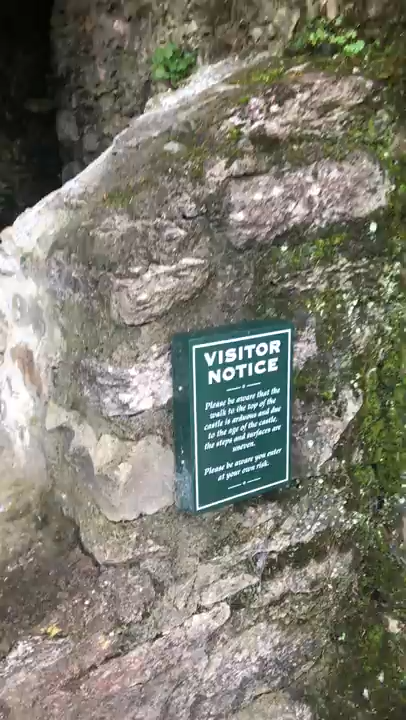 VISITOR
NOTICE
Please be aware that the
walk to the top of the
castle is arduous and due
to the age of the castle,
the steps and surfaces are
uneven.
Please be aware you enter
at your own risk.